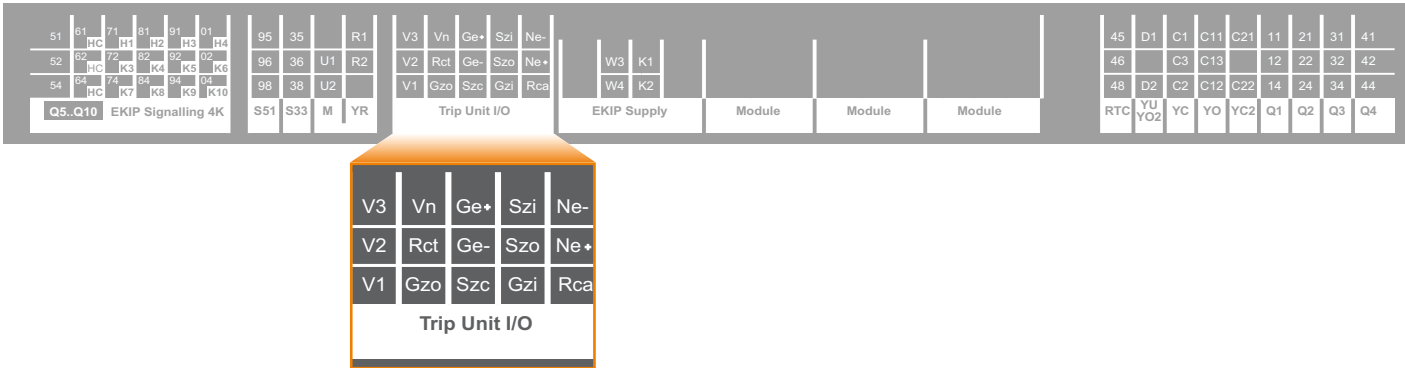 51 61 HC 71 H1 81 H2 91 H3 01 H4 95 35 R1 V3 Vn Ge+ Szi Ne- 45 D1 C1 C11 C21 11 21 31 41
52 62 HC 72 K3 82 K4 92 K5 02 K6 96 36 U1 R2 V2 Rct Ge- Szo Ne+ W3 K1 46 C3 C13 12 22 32 42
54 64 HC 74 K7 84 K8 94 K9 04 K10 98 38 U2 V1 Gzo Szc Gzi Rca W4 K2 48 D2 C2 C12 C22 14 24 34 44
Q5..Q10 EKIP Signalling 4K S51 S33 M YR Trip Unit I/O EKIP Supply Module Module Module RTC YU YO2 YC YO YC2 Q1 Q2 Q3 Q4
V3 Vn Ge+ Szi Ne-
V2 Rct Ge- Szo Ne+
V1 Gzo Szc Gzi Rca
Trip Unit I/O